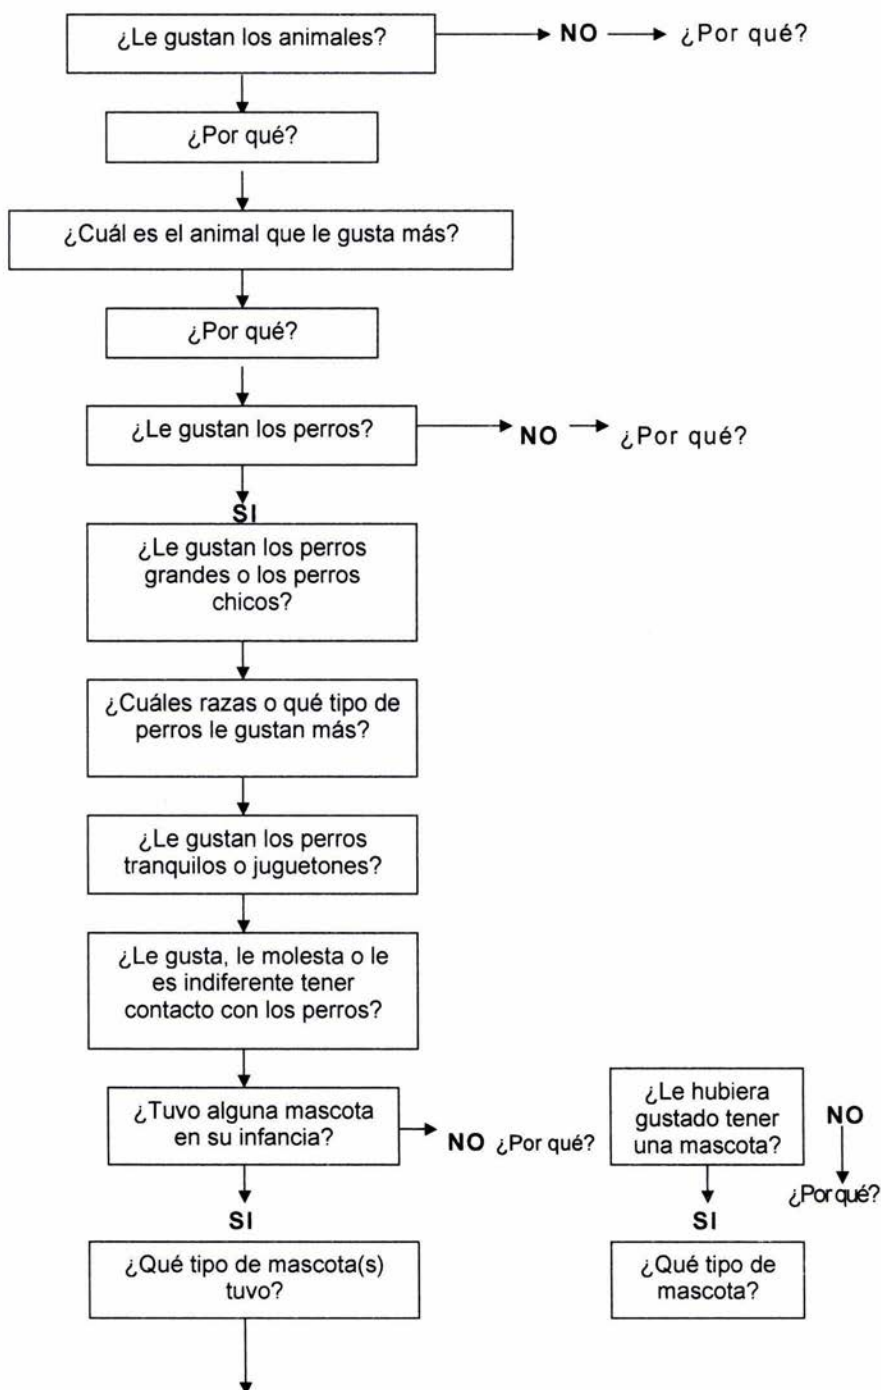 ¿Le gustan los animales?
NO
¿Por qué?
¿Por qué?
¿Cuál es el animal que le gusta más?
¿Por qué?
¿Le gustan los perros?
NO
¿Por qué?
SI
¿Le gustan los perros
grandes o los perros
chicos?
¿Cuáles razas o qué tipo de
perros le gustan más?
¿Le gustan los perros
tranquilos o juguetones?
¿Le gusta, le molesta o le
es indiferente tener
contacto con los perros?
¿Tuvo alguna mascota
en su infancia?
NO ¿Por qué?
¿Le hubiera
gustado tener
una mascota?
NO
¿Por qué?
SI
SI
¿Qué tipo de mascota(s)
tuvo?
¿Qué tipo de
mascota?